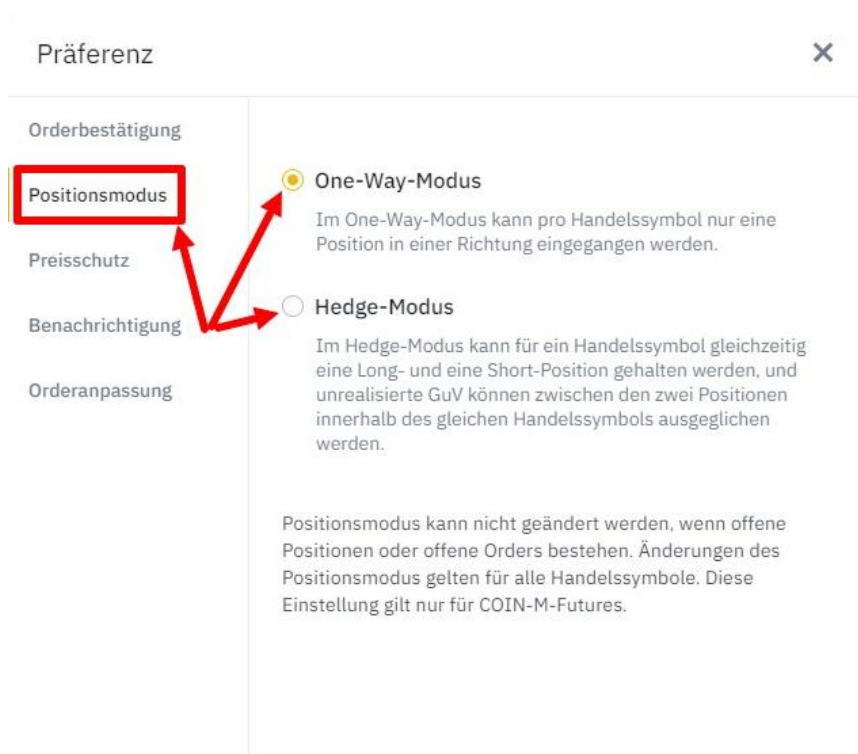 Präferenz
Orderbestätigung
Positionsmodus
Preisschutz
Benachrichtigung
Orderanpassung
One-Way-Modus
Im One-Way-Modus kann pro Handelssymbol nur eine
Position in einer Richtung eingegangen werden.
Hedge-Modus
Im Hedge-Modus kann für ein Handelssymbol gleichzeitig
eine Long- und eine Short-Position gehalten werden, und
unrealisierte GuV können zwischen den zwei Positionen
innerhalb des gleichen Handelssymbols ausgeglichen
werden.
Positionsmodus kann nicht geändert werden, wenn offene
Positionen oder offene Orders bestehen. Änderungen des
Positionsmodus gelten für alle Handelssymbole. Diese
Einstellung gilt nur für COIN-M-Futures.